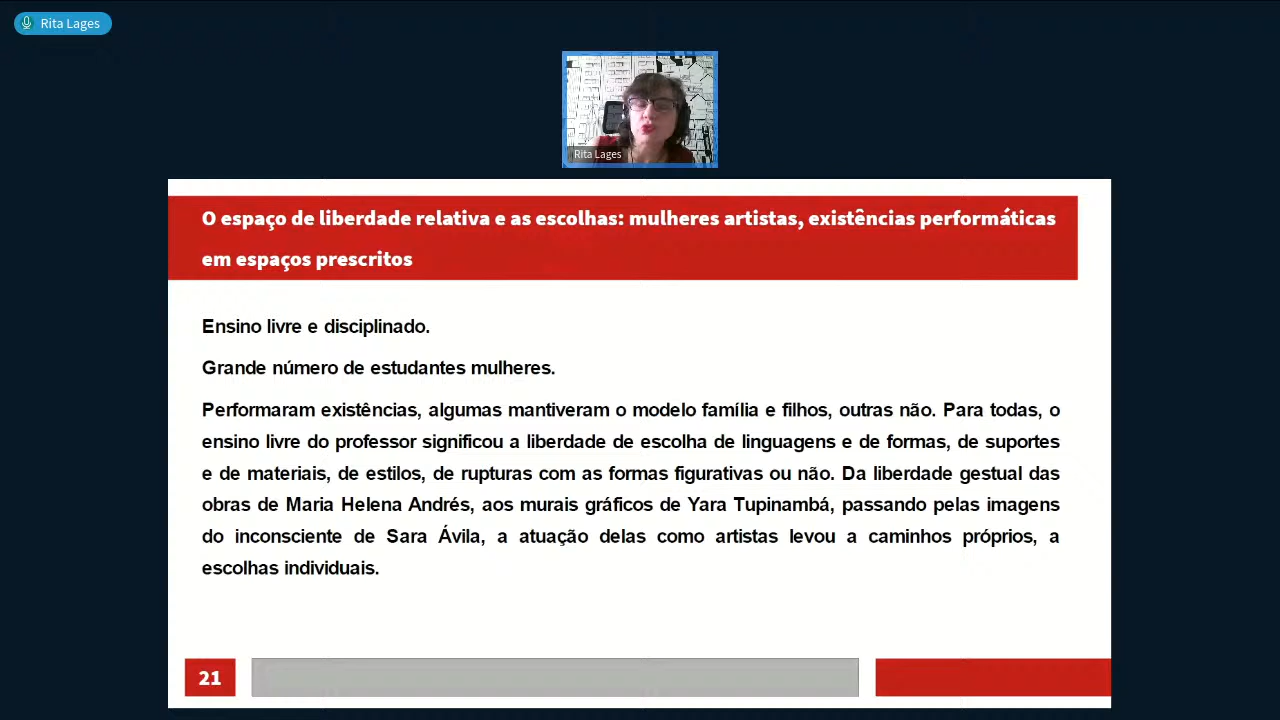 Rita Lages
Rita Lages
O espaço de liberdade relativa e as escolhas: mulheres artistas, existências performáticas
em espaços prescritos
Ensino livre e disciplinado.
Grande número de estudantes mulheres.
Performaram existências, algumas mantiveram o modelo família e filhos, outras não. Para todas, o
ensino livre do professor significou a liberdade de escolha de linguagens e de formas, de suportes
e de materiais, de estilos, de rupturas com as formas figurativas ou não. Da liberdade gestual das
obras de Maria Helena Andrés, aos murais gráficos de Yara Tupinambá, passando pelas imagens
do inconsciente de Sara Ávila, a atuação delas como artistas levou a caminhos próprios, a
escolhas individuais.
21